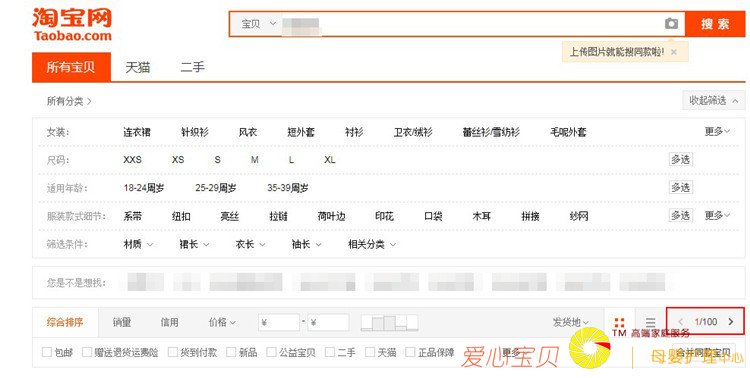 淘宝网
Taobao.com
宝贝 搜索
上传图片就能搜同款啦! ×
所有宝贝 天猫 二手
所有分类 > 收起筛选
女装: 连衣裙 针织衫 风衣 短外套 衬衫 卫衣/绒衫 蕾丝衫/雪纺衫 毛呢外套 更多
尺码: XXS XS S M L XL 多选
适用年龄: 18-24周岁 25-29周岁 35-39周岁 多选
服装款式细节: 系带 纽扣 亮丝 拉链 荷叶边 印花 口袋 木耳 拼接 纱网 多选 更多
筛选条件: 材质 裙长 衣长 袖长 相关分类
您是不是想找:
综合排序 销量 信用 价格 ¥ - ¥ 发货地 < 1/100 >
TM 高端家庭服务
包邮 赠送退货运费险 货到付款 新品 公益宝贝 二手 天猫 正品保障 更多 合并同款宝贝
爱心宝贝 母婴护理中心